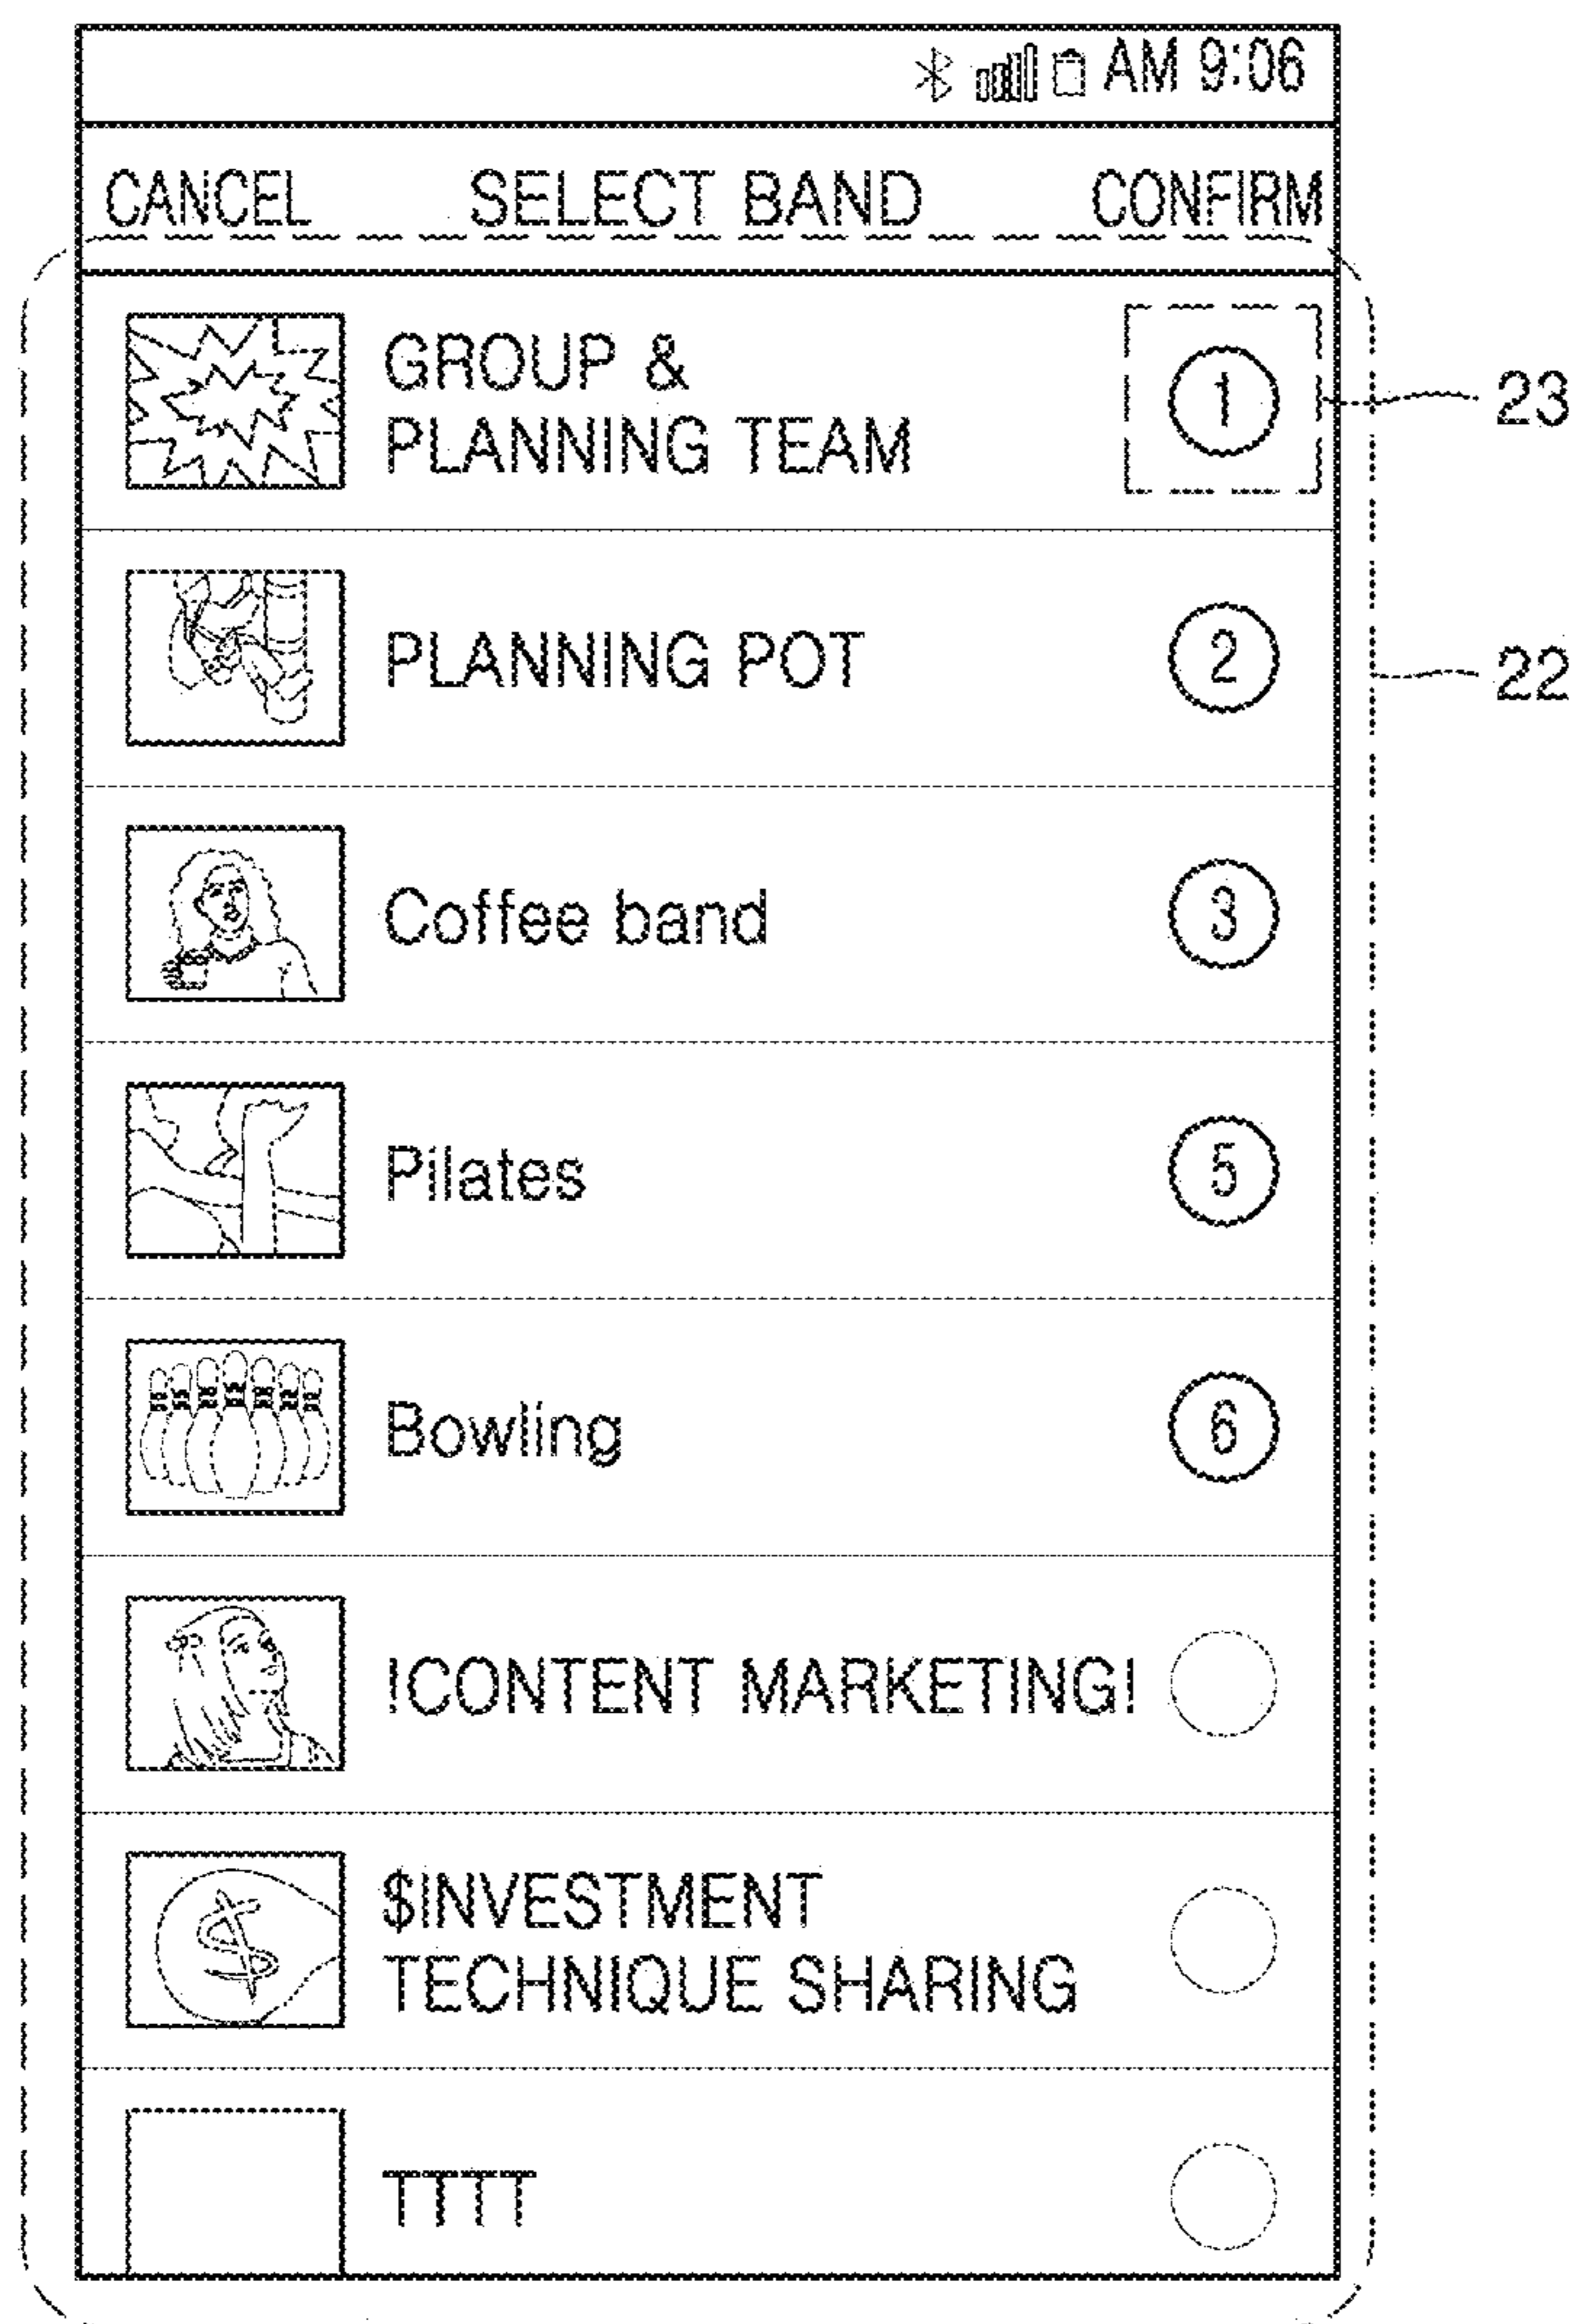 AM 9:06
CANCEL SELECT BAND CONFIRM
GROUP &
PLANNING TEAM
1
23
PLANNING POT
2
22
Coffee band
3
Pilates
5
Bowling
6
!CONTENT MARKETING!
$
$INVESTMENT
TECHNIQUE SHARING
TTTT